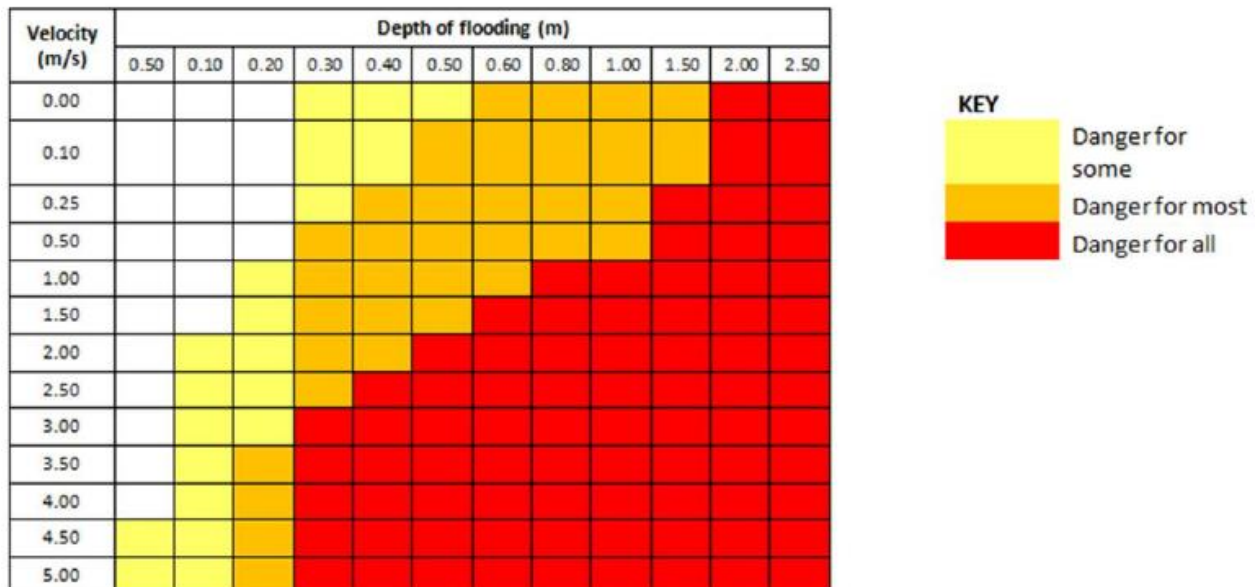 Velocity (m/s) Depth of flooding (m)
0.50 0.10 0.20 0.30 0.40 0.50 0.60 0.80 1.00 1.50 2.00 2.50
0.00
0.10
0.25
0.50
1.00
1.50
2.00
2.50
3.00
3.50
4.00
4.50
5.00
KEY
Danger for
some
Danger for most
Danger for all